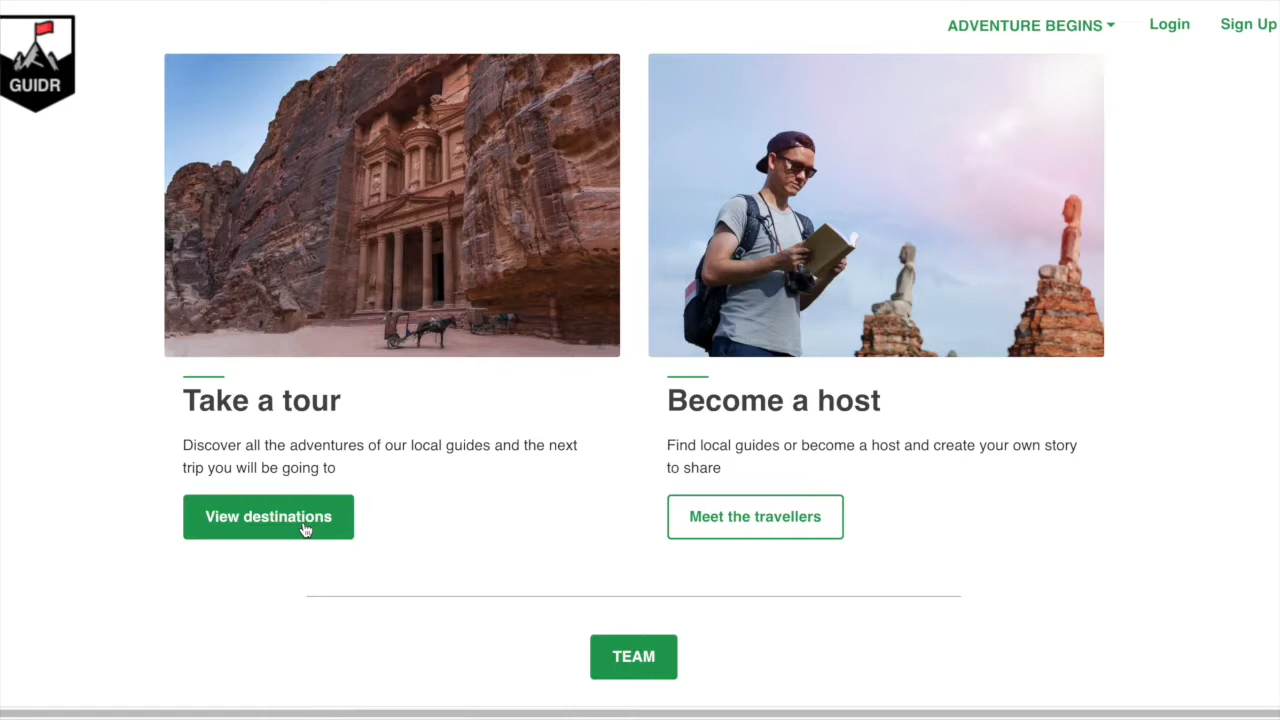 GUIDR
ADVENTURE BEGINS
Login
Sign Up
Take a tour
Discover all the adventures of our local guides and the next
trip you will be going to
View destinations
Become a host
Find local guides or become a host and create your own story
to share
Meet the travellers
TEAM